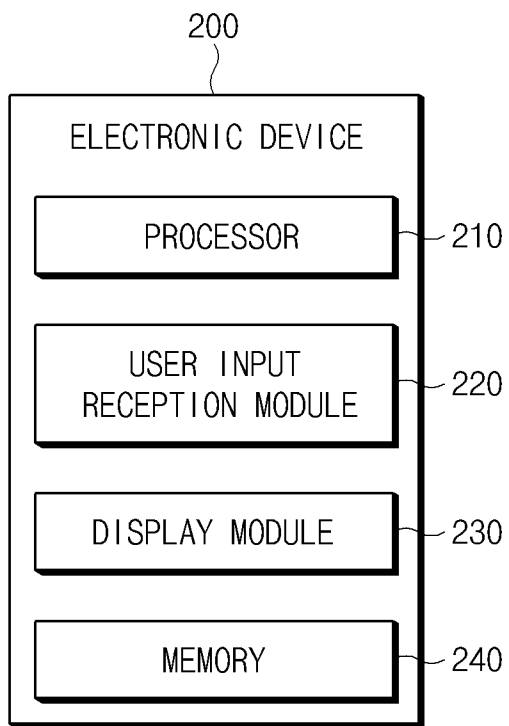 200
ELECTRONIC DEVICE
PROCESSOR
210
USER INPUT
RECEPTION MODULE
220
DISPLAY MODULE
230
MEMORY
240